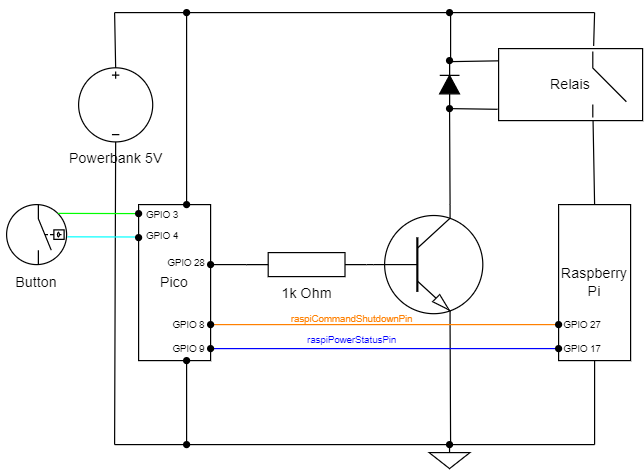 +
Relais
−
Powerbank 5V
GPIO 3
GPIO 4
GPIO 28
Button
Pico
1k Ohm
Raspberry
Pi
raspiCommandShutdownPin
GPIO 8
GPIO 27
raspiPowerStatusPin
GPIO 9
GPIO 17